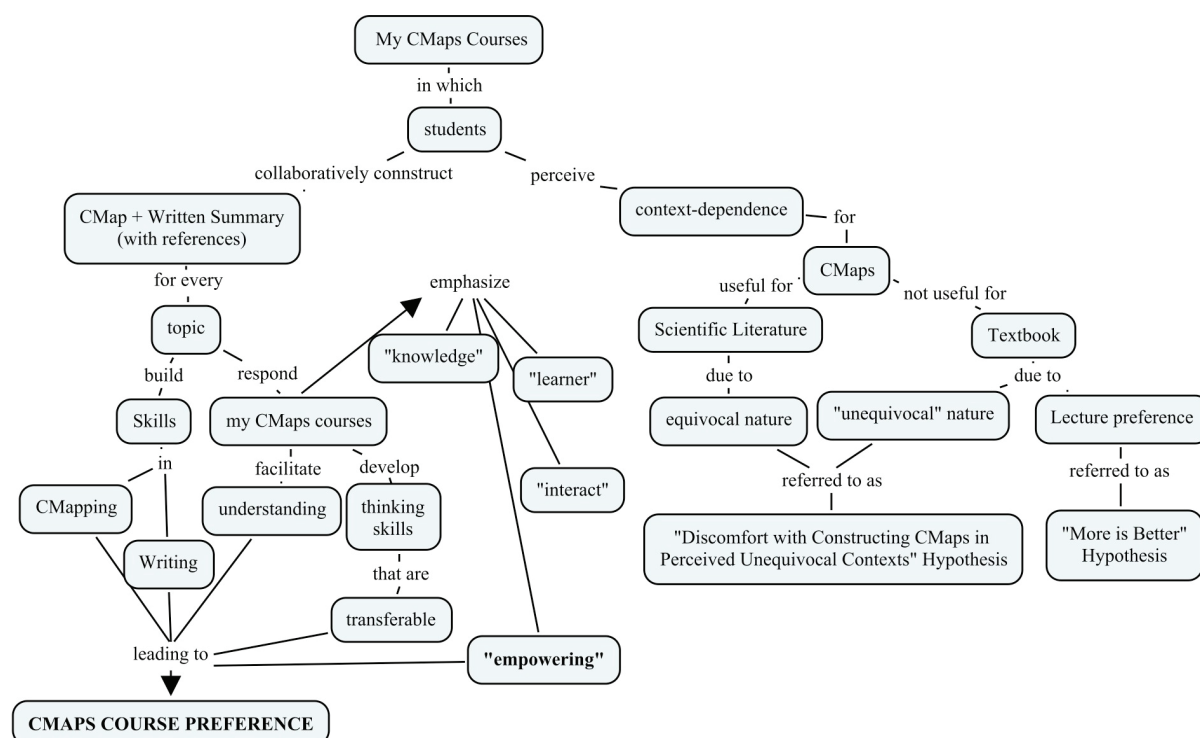 My CMaps Courses
in which
students
collaboratively connstruct
perceive
CMap + Written Summary
(with references)
context-dependence
for
for every
emphasize
CMaps
useful for
not useful for
topic
Scientific Literature
Textbook
"knowledge"
build
respond
"learner"
due to
due to
Skills
my CMaps courses
equivocal nature
"unequivocal" nature
Lecture preference
in
facilitate
develop
referred to as
referred to as
CMapping
understanding
thinking
skills
"interact"
Writing
"Discomfort with Constructing CMaps in
Perceived Unequivocal Contexts" Hypothesis
"More is Better"
Hypothesis
that are
transferable
leading to
"empowering"
CMAPS COURSE PREFERENCE